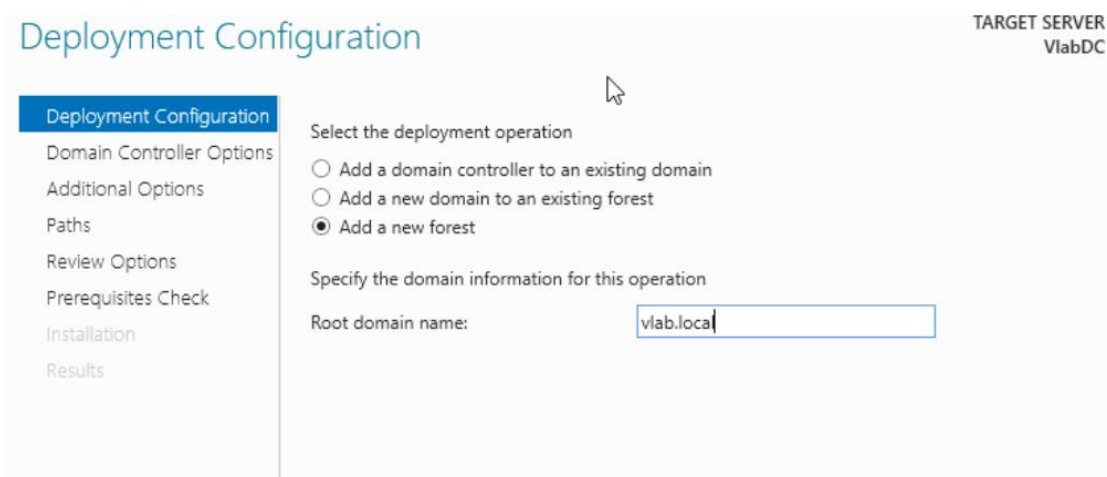 Deployment Configuration
TARGET SERVER
VlabDC
Deployment Configuration
Domain Controller Options
Additional Options
Paths
Review Options
Prerequisites Check
Installation
Results
Select the deployment operation
Add a domain controller to an existing domain
Add a new domain to an existing forest
Add a new forest
Specify the domain information for this operation
Root domain name: vlab.local